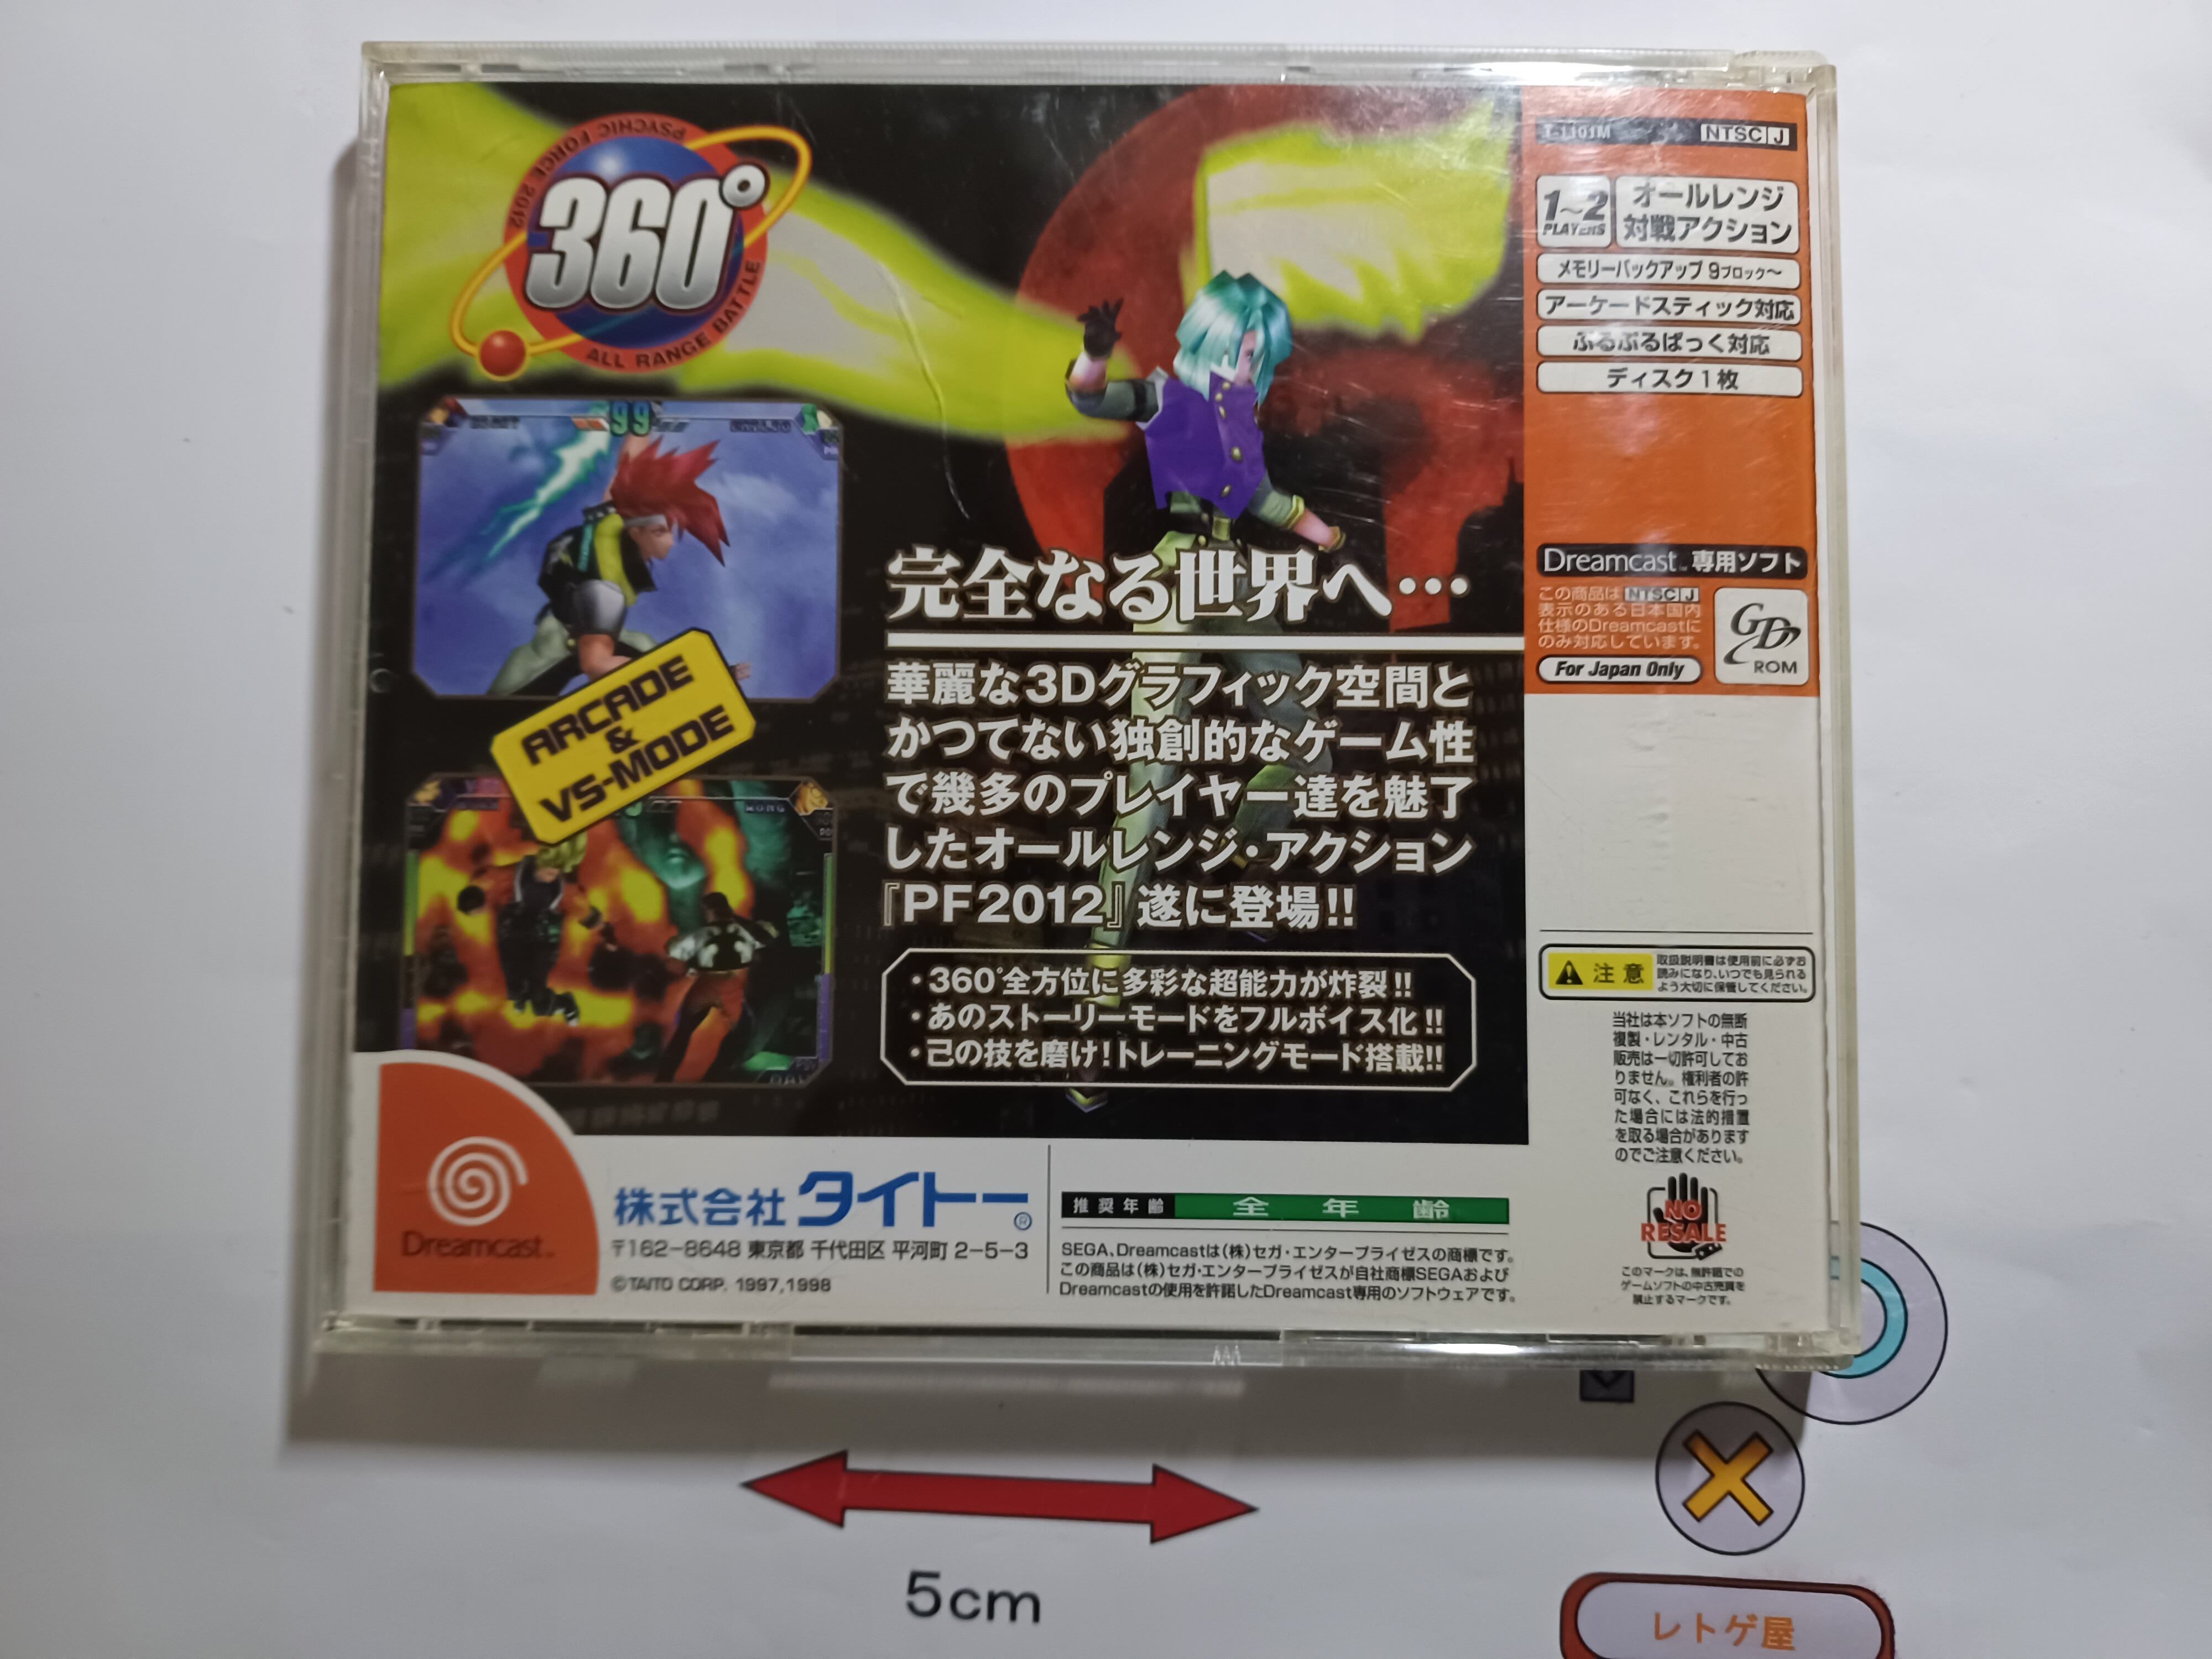 PSYCHIC FORCE 2012
360°
ALL RANGE BATTLE
99
ARCADE
&
VS-MODE
WONG
完全なる世界へ…
華麗な3Dグラフィック空間と
かつてない独創的なゲーム性
で幾多のプレイヤー達を魅了
したオールレンジ・アクション
『PF2012』遂に登場!!
・360°全方位に多彩な超能力が炸裂!!
・あのストーリーモードをフルボイス化!!
・己の技を磨け!トレーニングモード搭載!!
T-1101M
NTSC J
1~2
PLAYERS
オールレンジ
対戦アクション
メモリーバックアップ 9ブロック〜
アーケードスティック対応
ぷるぷるぱっく対応
ディスク1枚
Dreamcast™ 専用ソフト
この商品は NTSC J
表示のある日本国内
仕様のDreamcastに
のみ対応しています。
For Japan Only
GD
ROM
注意
取扱説明書は使用前に必ずお
読みになり、いつでも見られる
よう大切に保管してください。
当社は本ソフトの無断
複製・レンタル・中古
販売は一切許可してお
りません。権利者の許
可なく、これらを行っ
た場合には法的措置
を取る場合があります
のでご注意ください。
NO
RESALE
このマークは、無許諾での
ゲームソフトの中古売買を
禁止するマークです。
Dreamcast™
株式会社 タイトー®
〒162-8648 東京都 千代田区 平河町 2-5-3
©TAITO CORP. 1997,1998
推奨年齢 全年齢
SEGA、Dreamcastは(株)セガ・エンタープライゼスの商標です。
この商品は(株)セガ・エンタープライゼスが自社商標SEGAおよび
Dreamcastの使用を許諾したDreamcast専用のソフトウェアです。
5cm
レトゲ屋